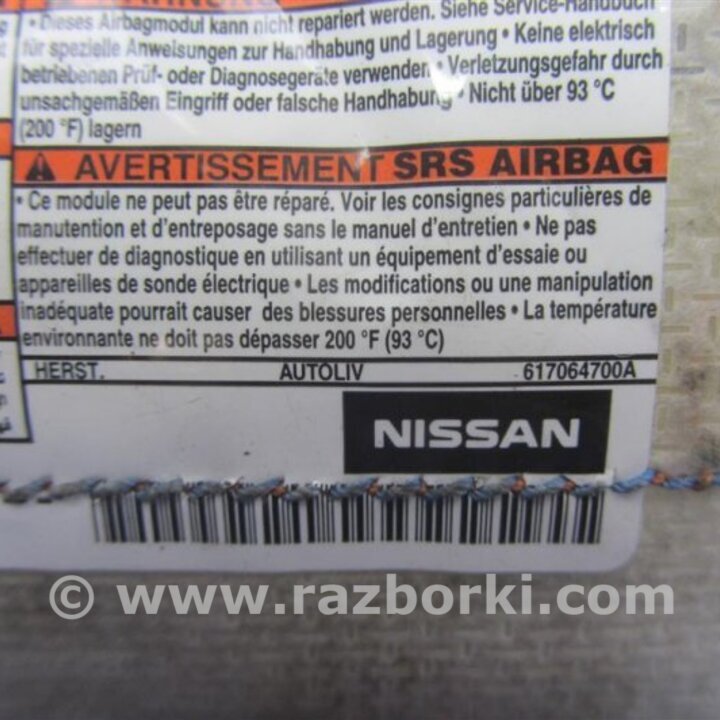 • Dieses Airbagmodul kann nicht repariert werden. Siehe Service-Handbuch
für spezielle Anweisungen zur Handhabung und Lagerung • Keine elektrisch
betriebenen Prüf- oder Diagnosegeräte verwenden • Verletzungsgefahr durch
unsachgemäßen Eingriff oder falsche Handhabung • Nicht über 93 °C
(200 °F) lagern
AVERTISSEMENT SRS AIRBAG
• Ce module ne peut pas être réparé. Voir les consignes particulières de
manutention et d'entreposage sans le manuel d'entretien • Ne pas
effectuer de diagnostique en utilisant un équipement d'essaie ou
appareilles de sonde électrique • Les modifications ou une manipulation
inadéquate pourrait causer des blessures personnelles • La température
environnante ne doit pas dépasser 200 °F (93 °C)
HERST. AUTOLIV 617064700A
NISSAN
© www.razborki.com